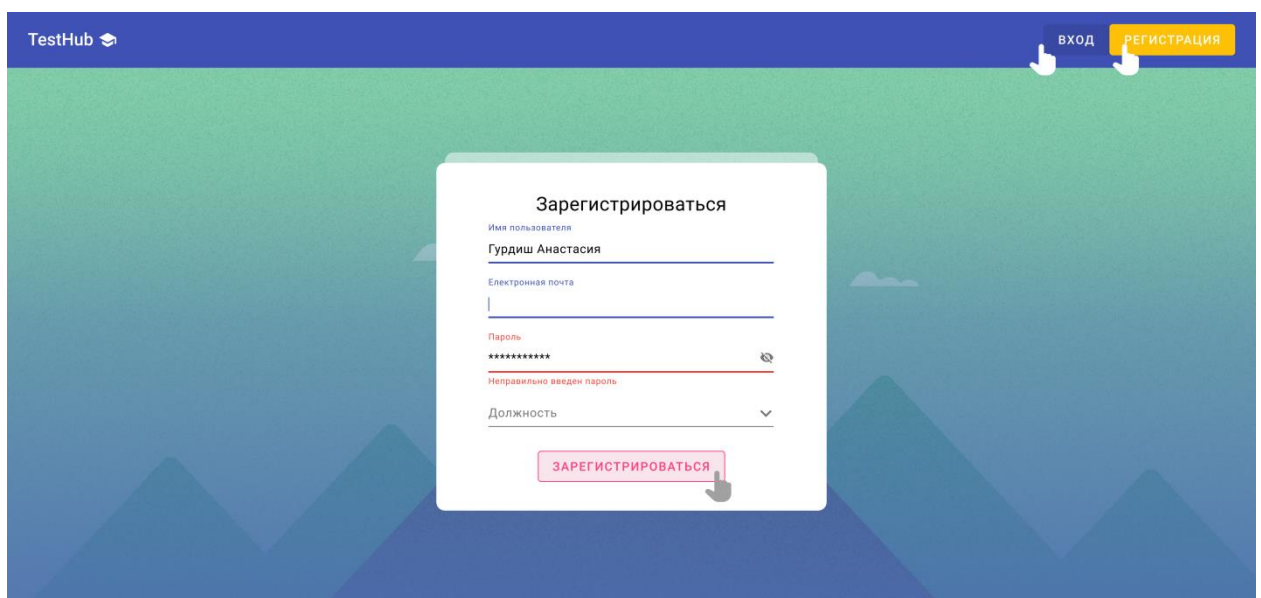 TestHub
ВХОД
РЕГИСТРАЦИЯ
Зарегистрироваться
Имя пользователя
Гурдиш Анастасия
Електронная почта
Пароль
***********
Неправильно введен пароль
Должность
ЗАРЕГИСТРИРОВАТЬСЯ